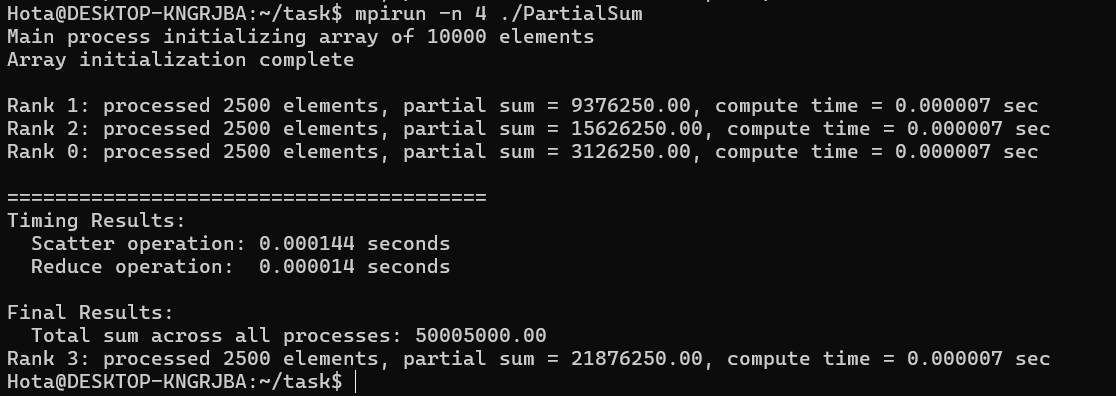 Hota@DESKTOP-KNGRJBA:~/task$ mpirun -n 4 ./PartialSum
Main process initializing array of 10000 elements
Array initialization complete
Rank 1: processed 2500 elements, partial sum = 9376250.00, compute time = 0.000007 sec
Rank 2: processed 2500 elements, partial sum = 15626250.00, compute time = 0.000007 sec
Rank 0: processed 2500 elements, partial sum = 3126250.00, compute time = 0.000007 sec
========================================
Timing Results:
  Scatter operation: 0.000144 seconds
  Reduce operation:  0.000014 seconds
Final Results:
  Total sum across all processes: 50005000.00
Rank 3: processed 2500 elements, partial sum = 21876250.00, compute time = 0.000007 sec
Hota@DESKTOP-KNGRJBA:~/task$